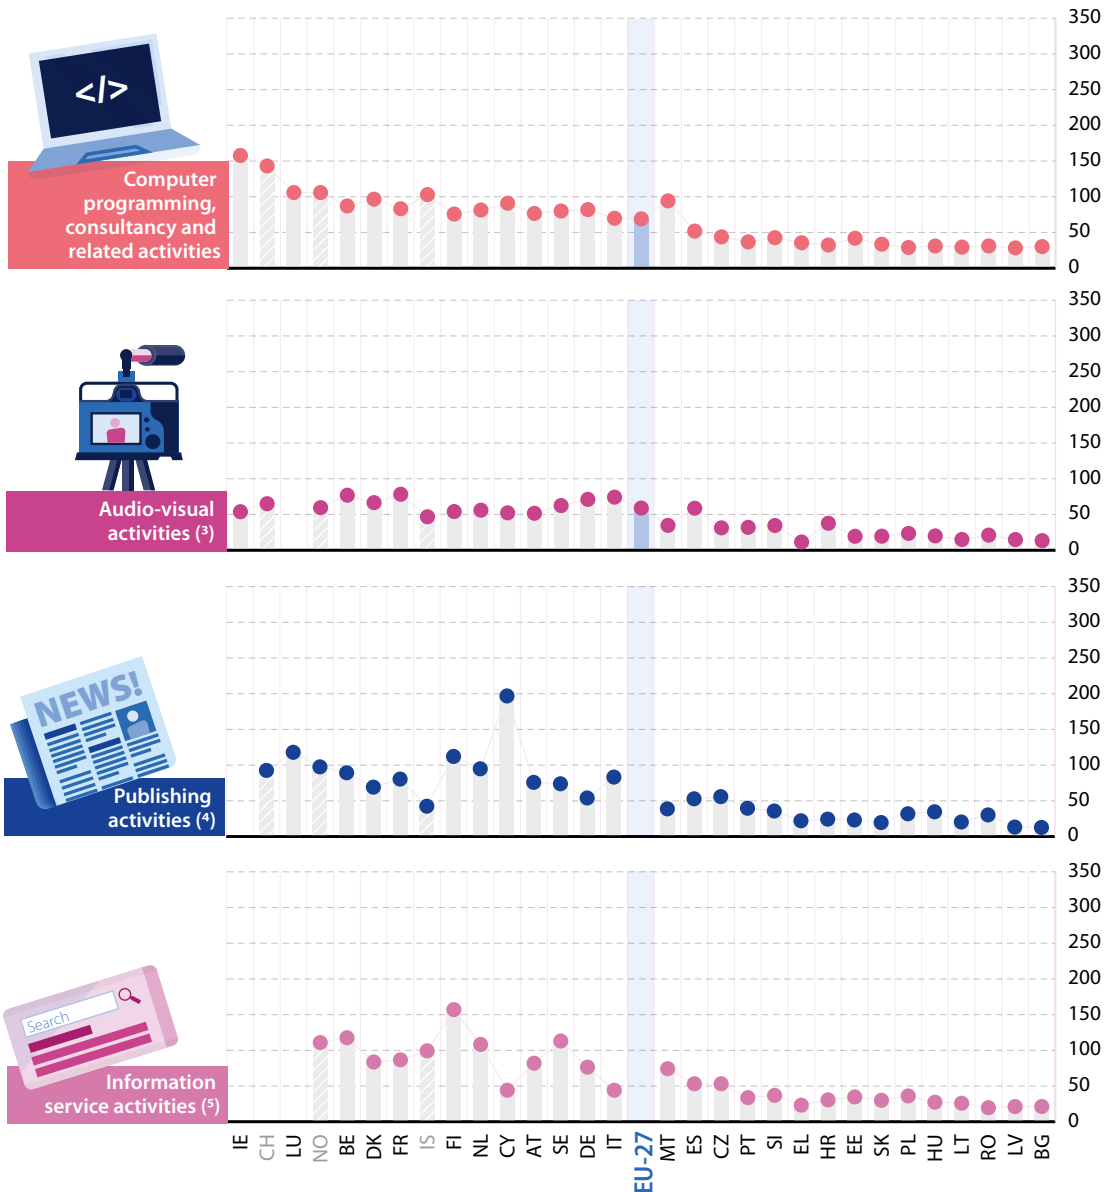 350
300
250
200
150
100
50
0
</>
Computer
programming,
consultancy and
related activities
350
300
250
200
150
100
50
0
Audio-visual
activities (³)
350
300
250
200
150
100
50
0
NEWS!
Publishing
activities (⁴)
350
300
250
200
150
100
50
0
Search
Information
service activities (⁵)
IE CH LU NO BE DK FR IS FI NL CY AT SE DE IT EU-27 MT ES CZ PT SI EL HR EE SK PL HU LT RO LV BG